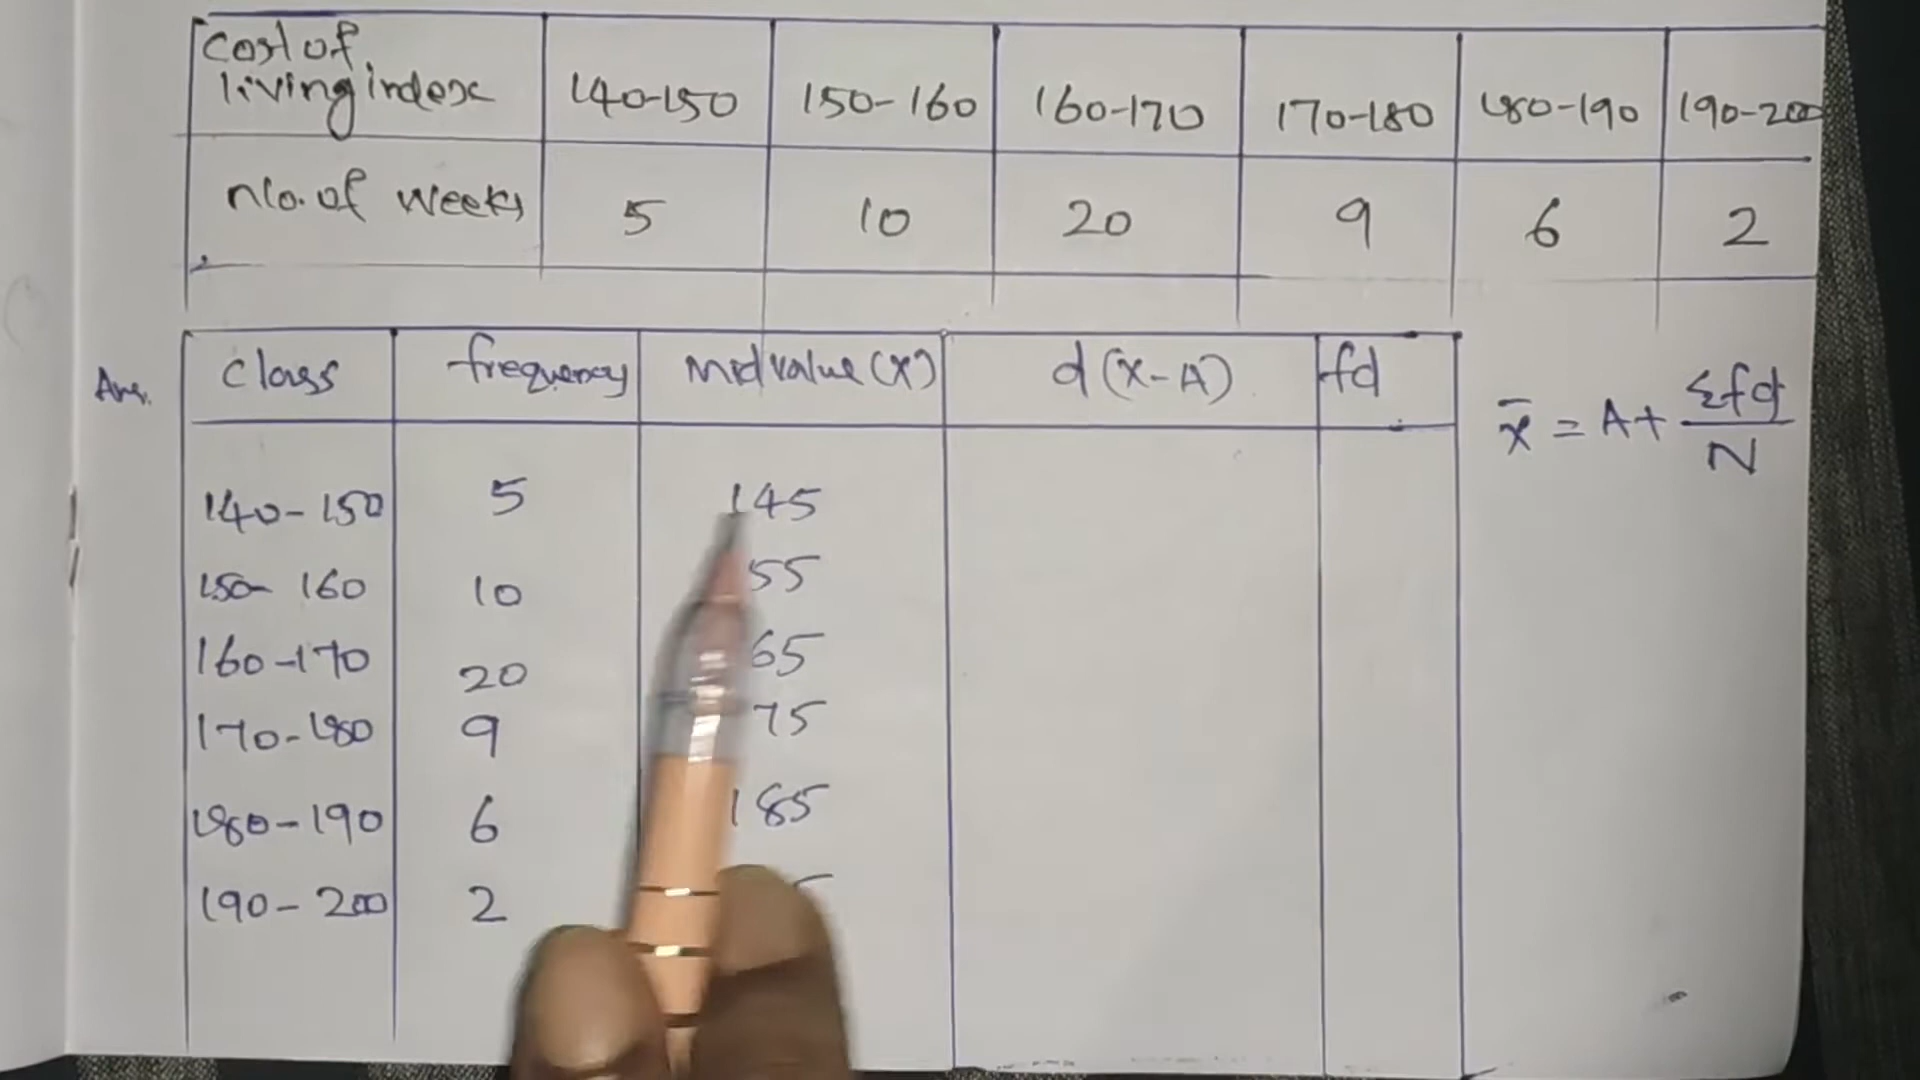 Cost of living index 140-150 150-160 160-170 170-180 180-190 190-200
No. of weeks 5 10 20 9 6 2
Ans.
Class frequency Mid value (X) d (X-A) fd
x̄ = A + Σfd / N
140-150 5 145
150-160 10 55
160-170 20 65
170-180 9 75
180-190 6 185
190-200 2 5